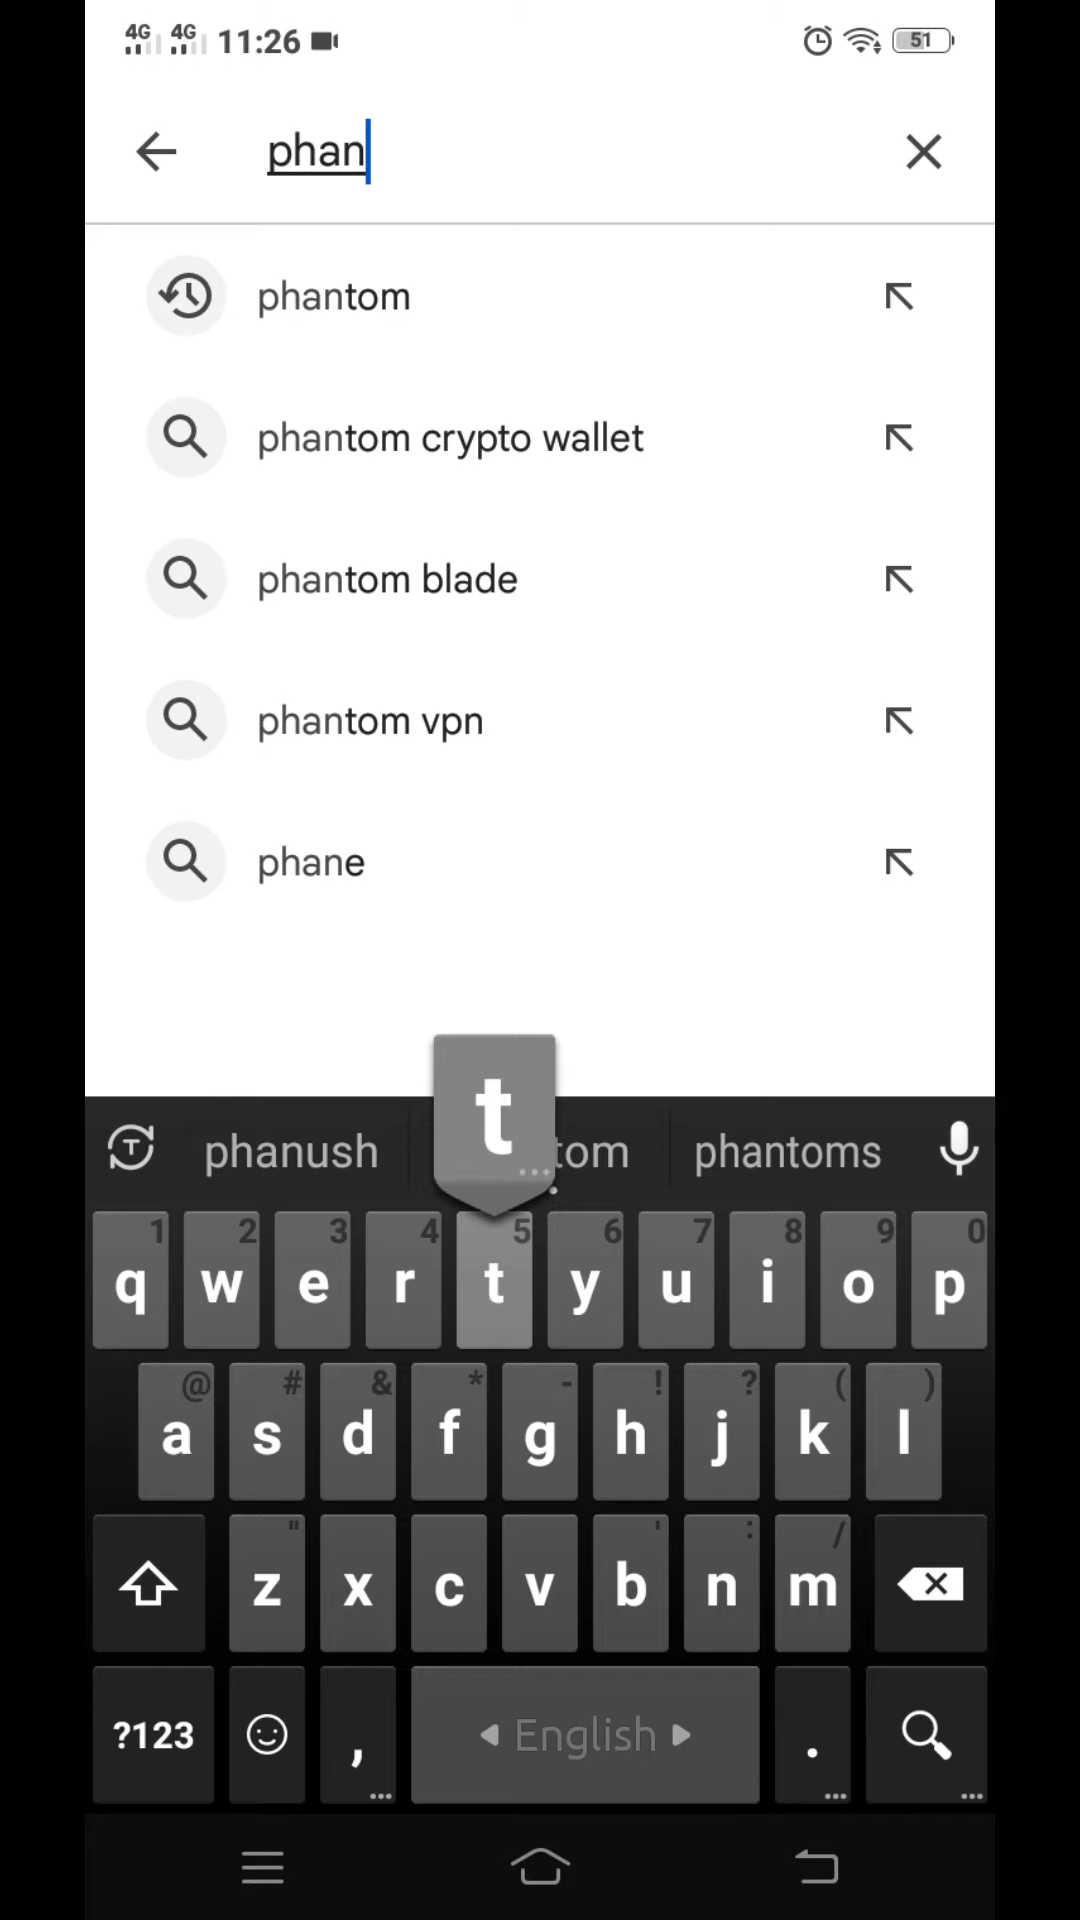 4G 4G 11:26 51
phan
phantom
phantom crypto wallet
phantom blade
phantom vpn
phane
t
phanush tom phantoms
1 2 3 4 5 6 7 8 9 0
q w e r t y u i o p
@ # & * - ! ? ( )
a s d f g h j k l
" ' : /
z x c v b n m
?123 , English .